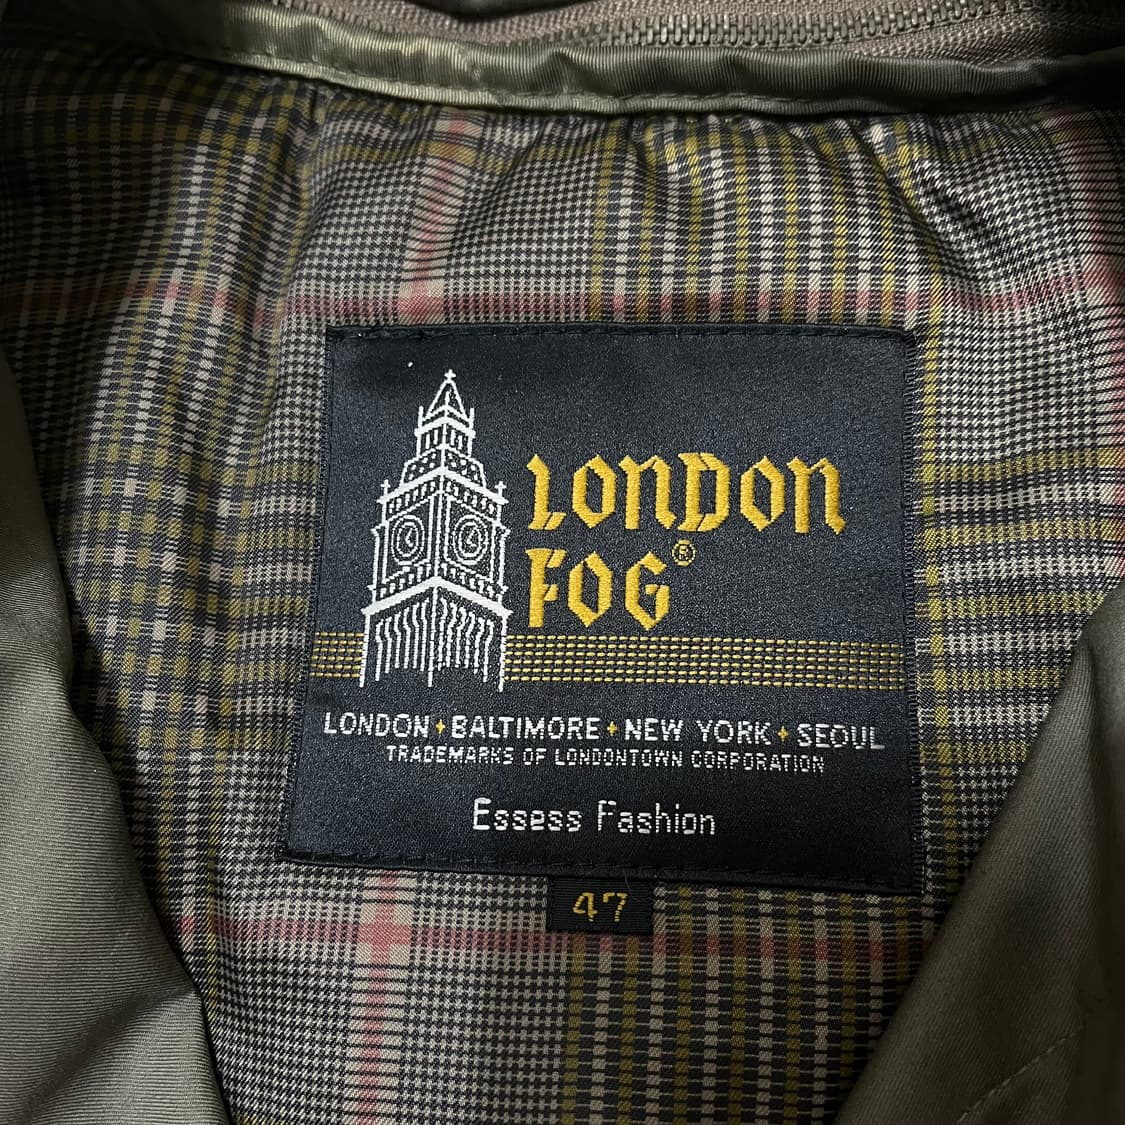 LONDON
FOG®
LONDON✦BALTIMORE✦NEW YORK✦SEOUL
TRADEMARKS OF LONDONTOWN CORPORATION
Essess Fashion
47